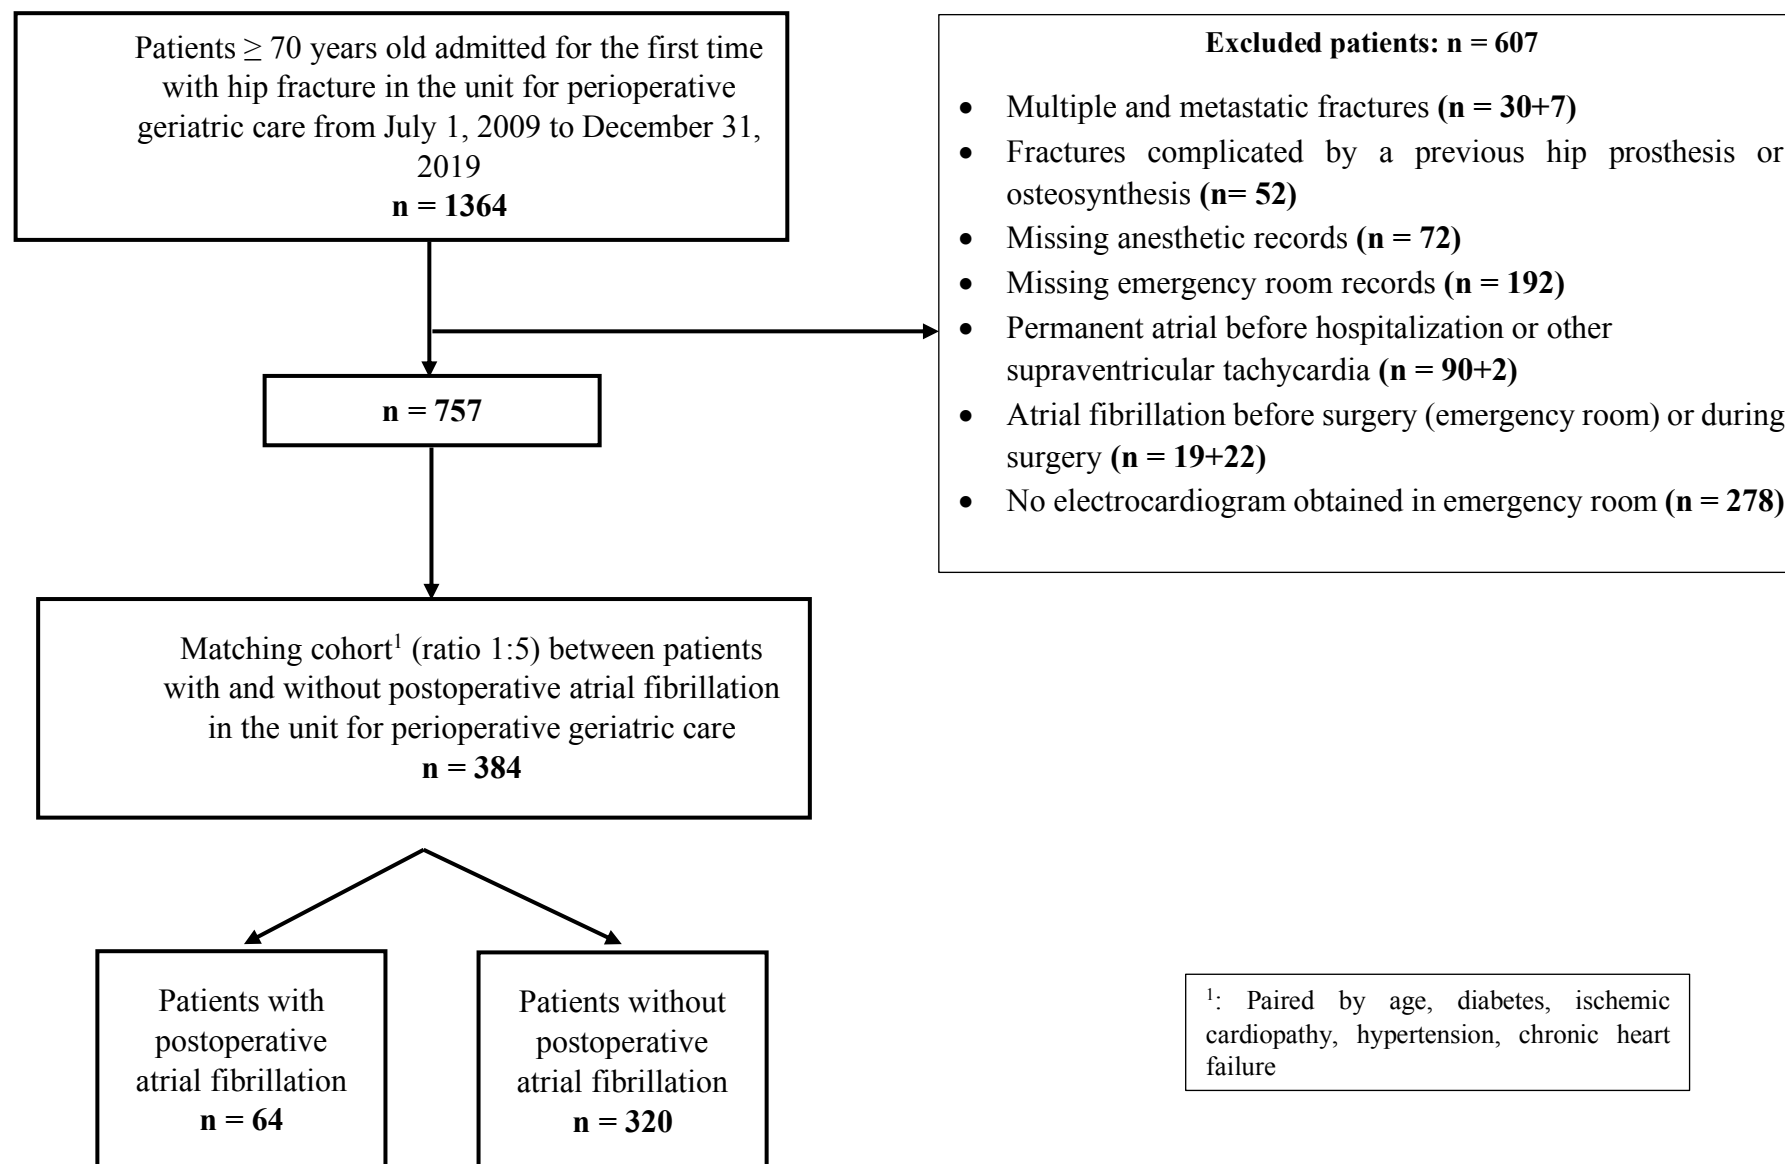 Patients ≥ 70 years old admitted for the first time
with hip fracture in the unit for perioperative
geriatric care from July 1, 2009 to December 31,
2019
n = 1364
Excluded patients: n = 607
• Multiple and metastatic fractures (n = 30+7)
• Fractures complicated by a previous hip prosthesis or
osteosynthesis (n= 52)
• Missing anesthetic records (n = 72)
• Missing emergency room records (n = 192)
• Permanent atrial before hospitalization or other
supraventricular tachycardia (n = 90+2)
• Atrial fibrillation before surgery (emergency room) or during
surgery (n = 19+22)
• No electrocardiogram obtained in emergency room (n = 278)
n = 757
Matching cohort¹ (ratio 1:5) between patients
with and without postoperative atrial fibrillation
in the unit for perioperative geriatric care
n = 384
Patients with
postoperative
atrial fibrillation
n = 64
Patients without
postoperative
atrial fibrillation
n = 320
¹: Paired by age, diabetes, ischemic
cardiopathy, hypertension, chronic heart
failure